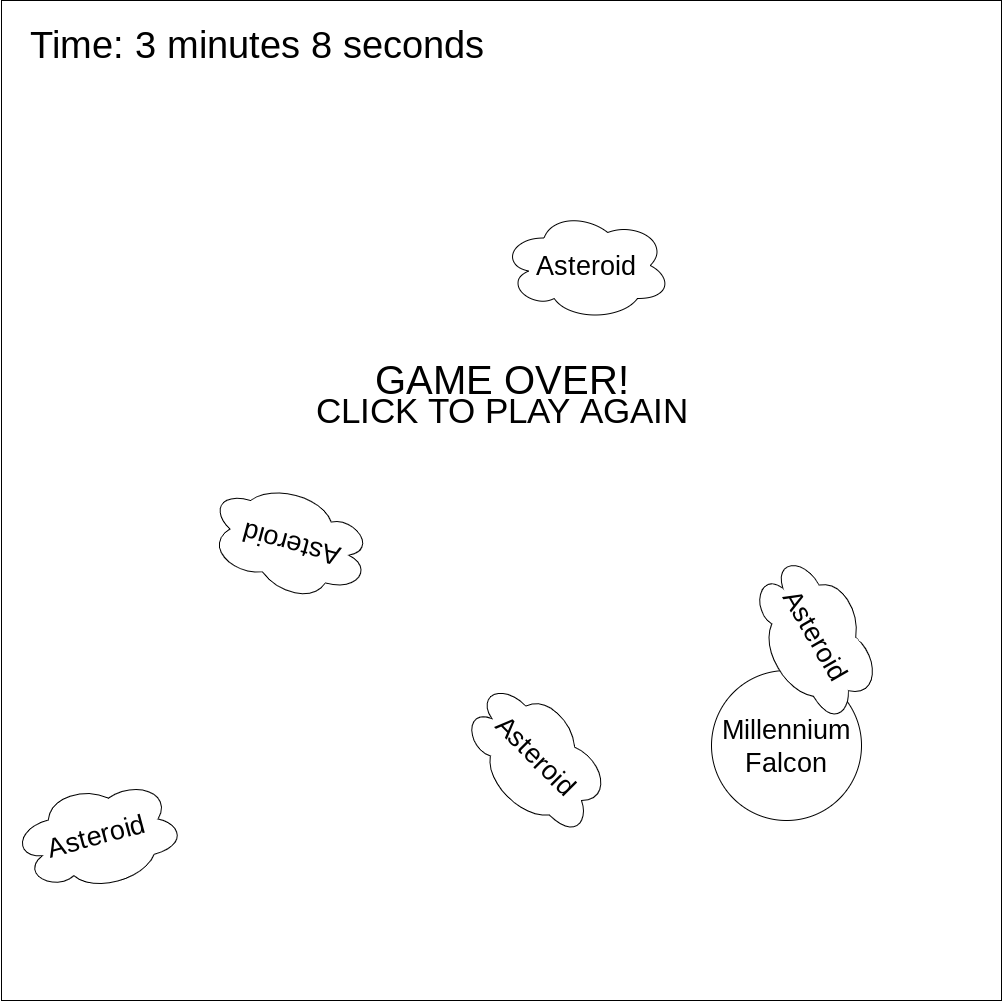 Time: 3 minutes 8 seconds
Asteroid
GAME OVER!
CLICK TO PLAY AGAIN
Asteroid
Asteroid
Asteroid
Millennium
Falcon
Asteroid